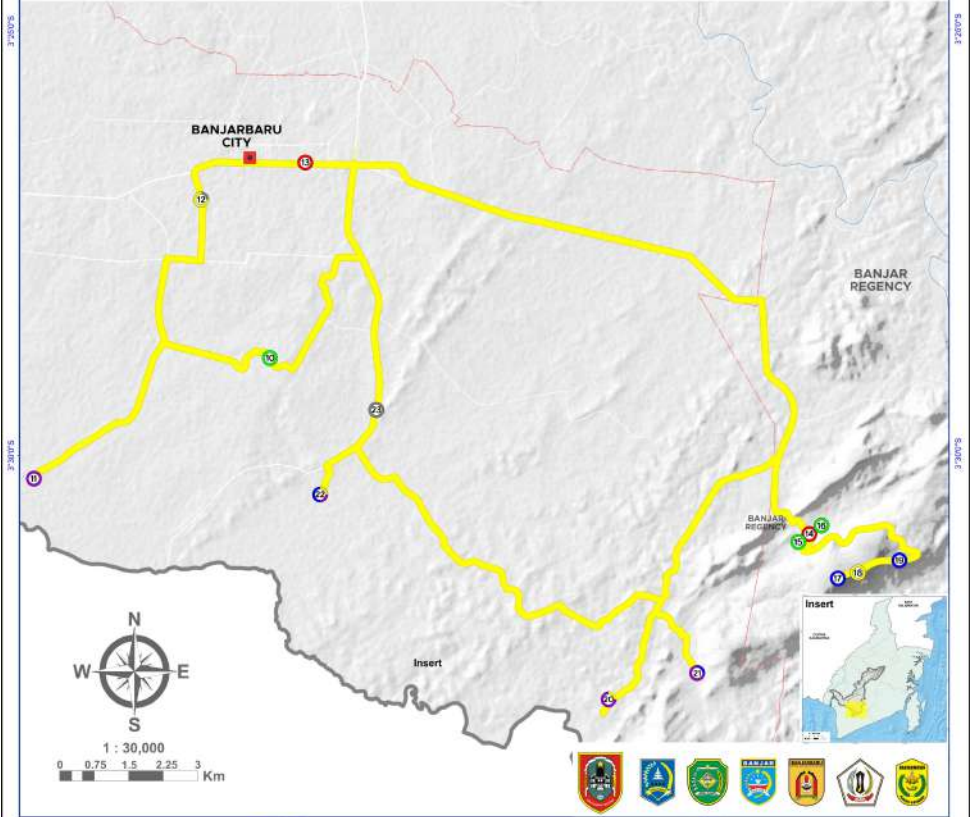 3°25'0"S
3°25'0"S
BANJARBARU
CITY
13
12
BANJAR
REGENCY
10
23
3°30'0"S
3°30'0"S
11
22
BANJAR
REGENCY
16
14
15
19
18
17
Insert
N
W
E
S
Insert
21
20
1 : 30,000
0 0.75 1.5 2.25 3
Km
BANJAR
BANJARBARU